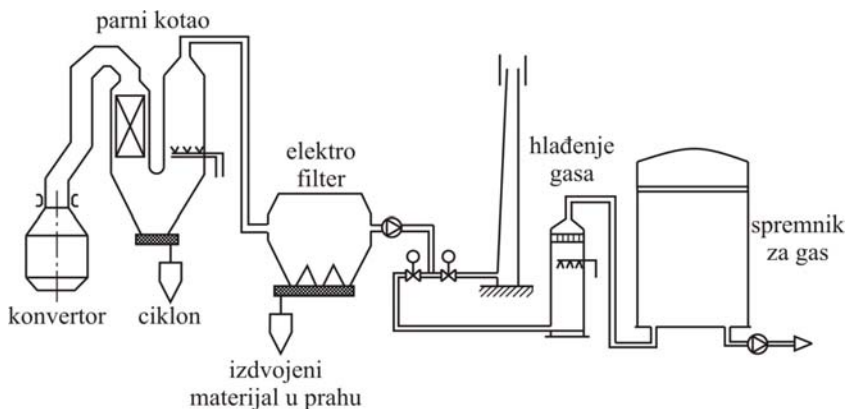 parni kotao
elektro
filter
hlađenje
gasa
spremnik
za gas
konvertor
ciklon
izdvojeni
materijal u prahu